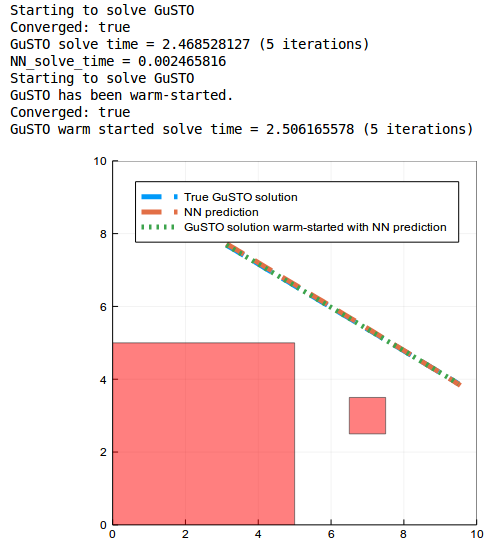 Starting to solve GuSTO
Converged: true
GuSTO solve time = 2.468528127 (5 iterations)
NN_solve_time = 0.002465816
Starting to solve GuSTO
GuSTO has been warm-started.
Converged: true
GuSTO warm started solve time = 2.506165578 (5 iterations)
10
True GuSTO solution
NN prediction
GuSTO solution warm-started with NN prediction
8
6
4
2
0
0 2 4 6 8 10